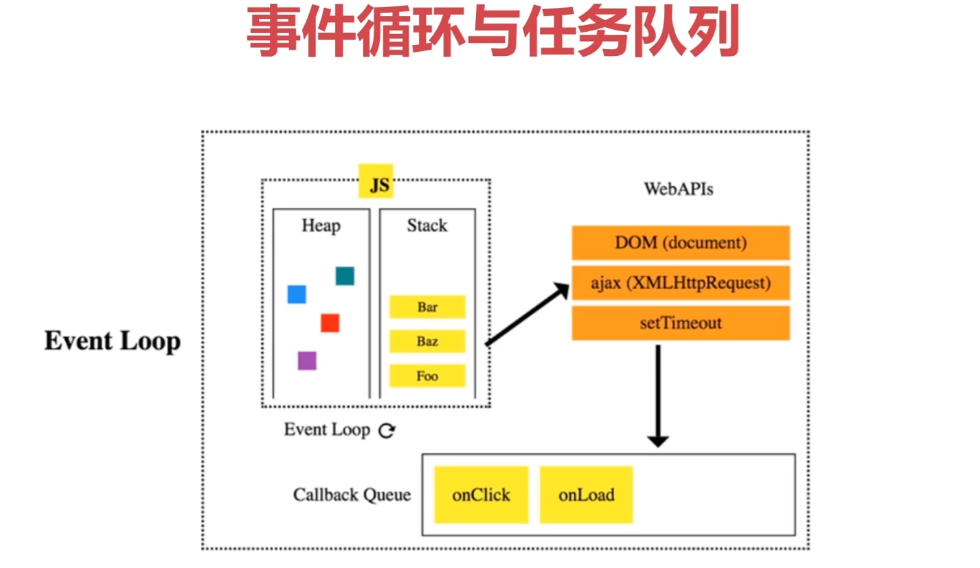 事件循环与任务队列
JS
WebAPIs
Heap
Stack
DOM (document)
ajax (XMLHttpRequest)
setTimeout
Bar
Baz
Foo
Event Loop
Event Loop
Callback Queue
onClick
onLoad